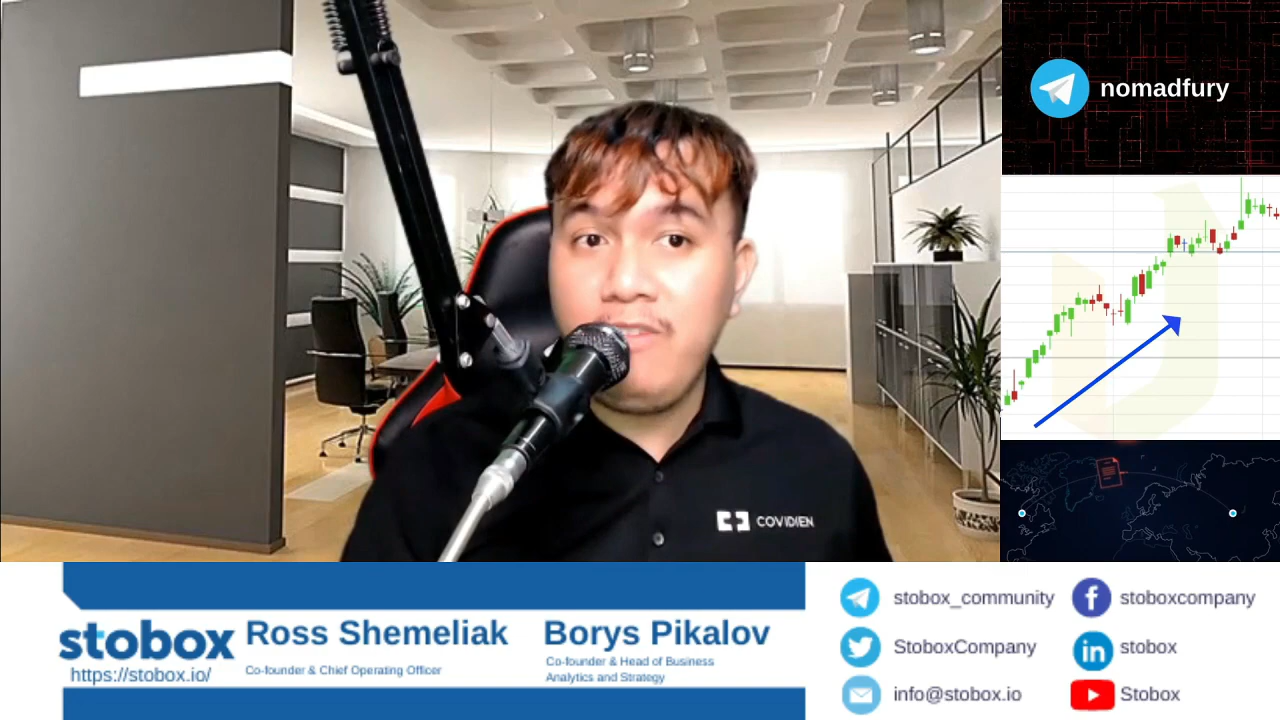 nomadfury
COVIDIEN
stobox
https://stobox.io/
Ross Shemeliak
Co-founder & Chief Operating Officer
Borys Pikalov
Co-founder & Head of Business
Analytics and Strategy
stobox_community
stoboxcompany
StoboxCompany
stobox
info@stobox.io
Stobox